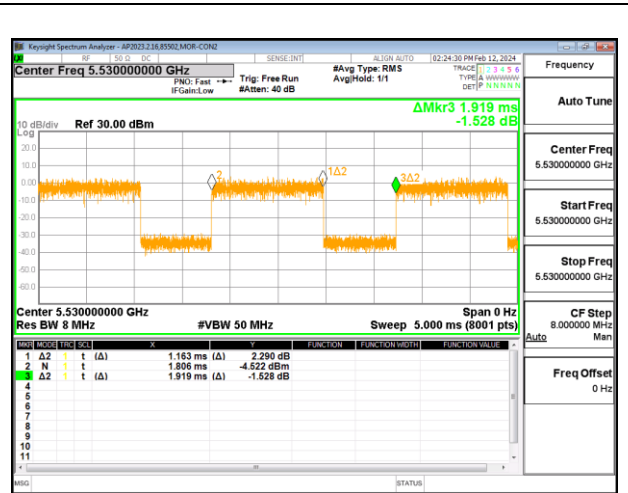 Keysight Spectrum Analyzer - AP2023.2.16,85502,MOR-CON2
RF 50 Ω DC SENSE:INT ALIGN AUTO 02:24:30 PM Feb 12, 2024
Center Freq 5.530000000 GHz
PNO: Fast
IFGain:Low
Trig: Free Run
#Atten: 40 dB
#Avg Type: RMS
Avg|Hold: 1/1
TRACE 1 2 3 4 5 6
TYPE A WWWWW
DET P N N N N N
Frequency
ΔMkr3 1.919 ms
-1.528 dB
10 dB/div Ref 30.00 dBm
Log
20.0
10.0
0.00
-10.0
-20.0
-30.0
-40.0
-50.0
-60.0
2
1Δ2
3Δ2
Center 5.530000000 GHz Span 0 Hz
Res BW 8 MHz #VBW 50 MHz Sweep 5.000 ms (8001 pts)
MKR MODE TRC SCL X Y FUNCTION FUNCTION WIDTH FUNCTION VALUE
1 Δ2 1 t (Δ) 1.163 ms (Δ) 2.290 dB
2 N 1 t 1.806 ms -4.522 dBm
3 Δ2 1 t (Δ) 1.919 ms (Δ) -1.528 dB
4
5
6
7
8
9
10
11
MSG STATUS
Auto Tune
Center Freq
5.530000000 GHz
Start Freq
5.530000000 GHz
Stop Freq
5.530000000 GHz
CF Step
8.000000 MHz
Auto Man
Freq Offset
0 Hz